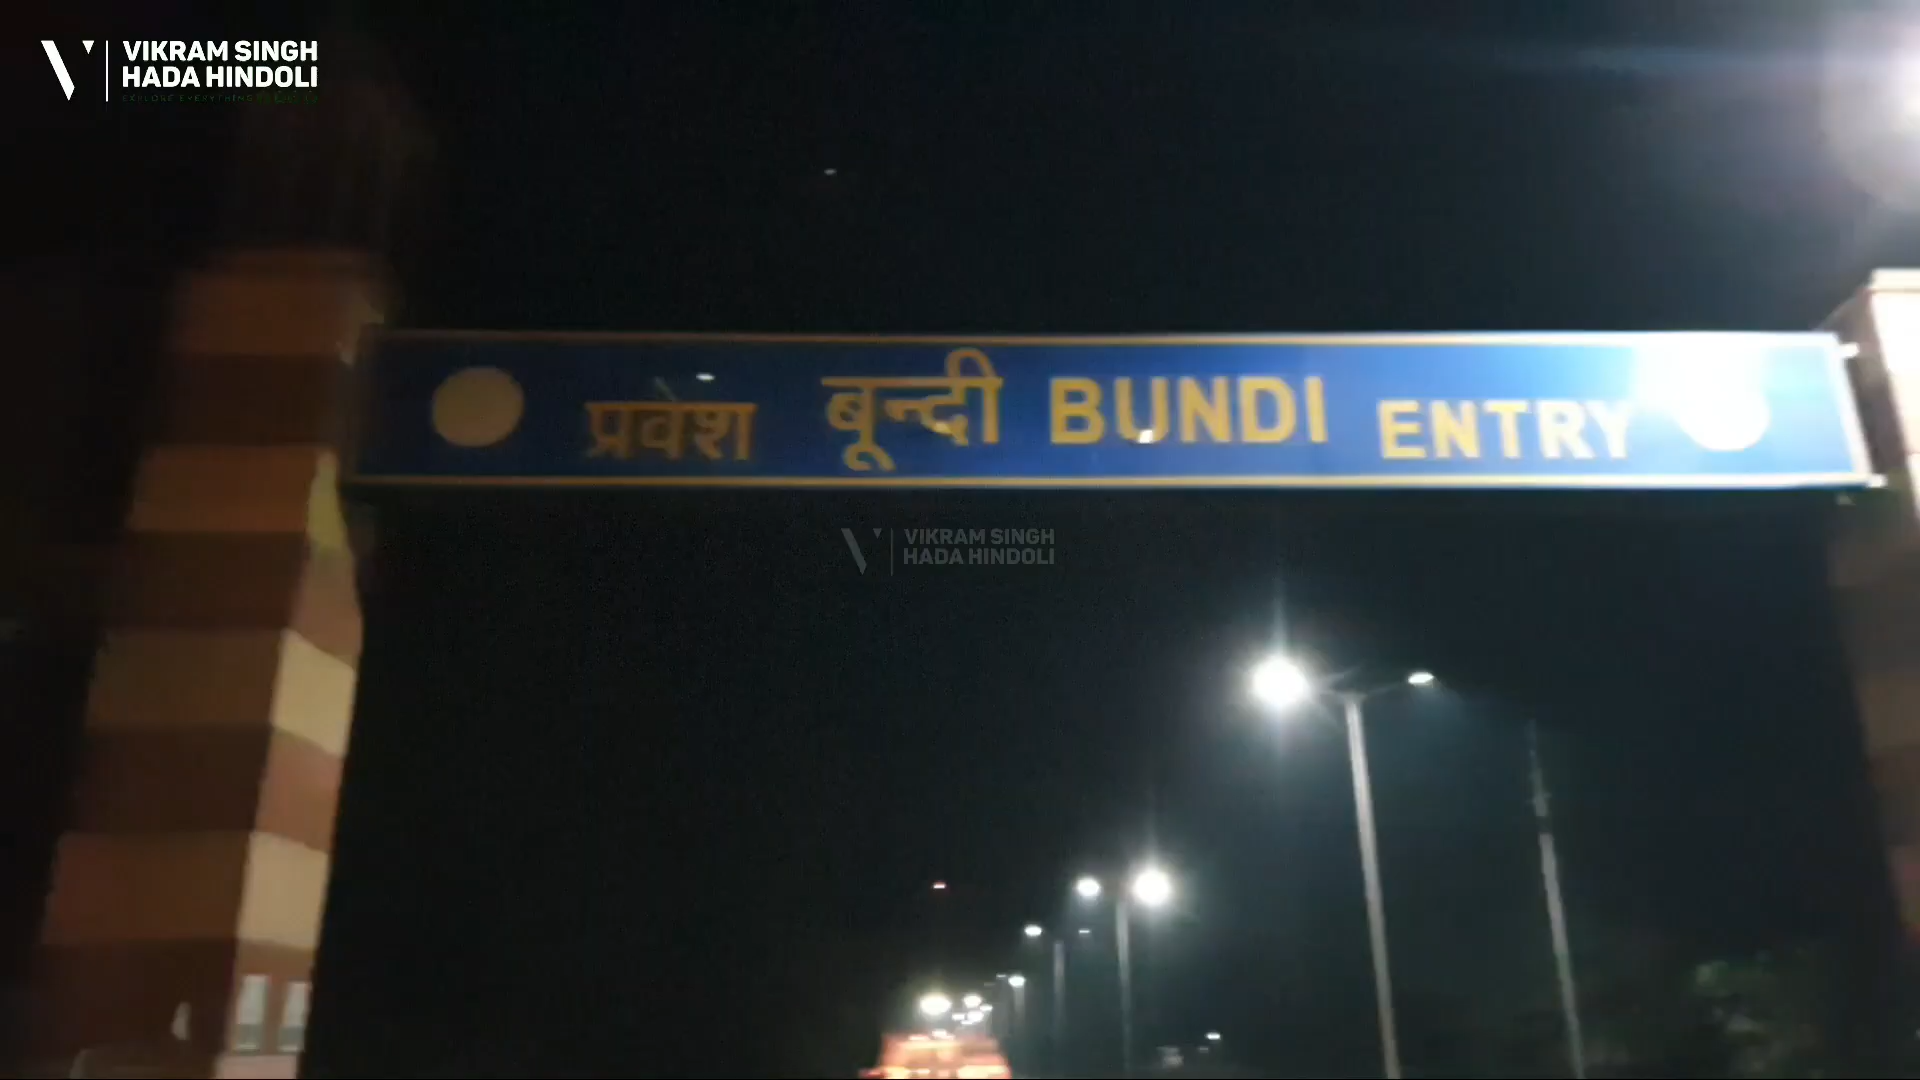 VIKRAM SINGH
HADA HINDOLI
प्रवेश बून्दी BUNDI ENTRY
VIKRAM SINGH
HADA HINDOLI